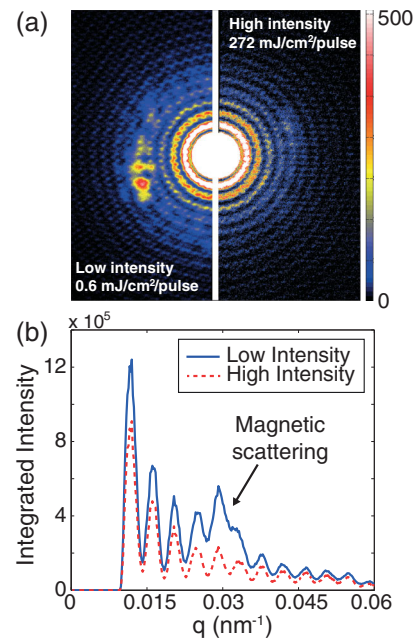 (a)
High intensity
272 mJ/cm²/pulse
500
Low intensity
0.6 mJ/cm²/pulse
0
(b)
x 10⁵
Low Intensity
High Intensity
12
Magnetic
scattering
8
4
0
Integrated Intensity
0
0.015
0.03
0.045
0.06
q (nm⁻¹)